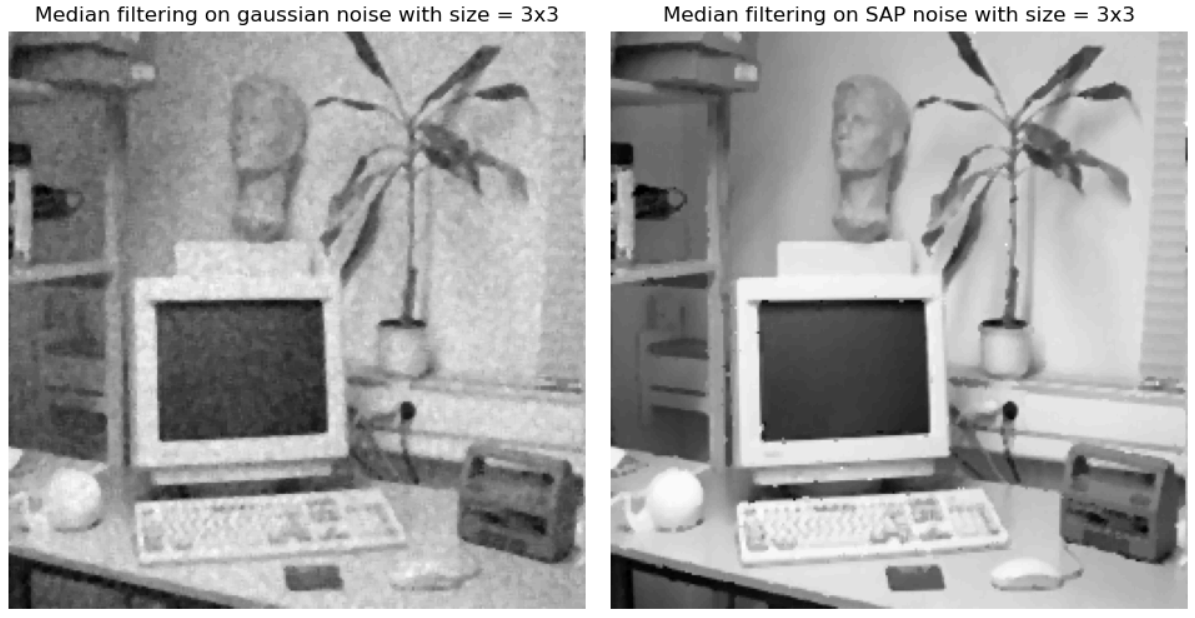 Median filtering on gaussian noise with size = 3x3
Median filtering on SAP noise with size = 3x3